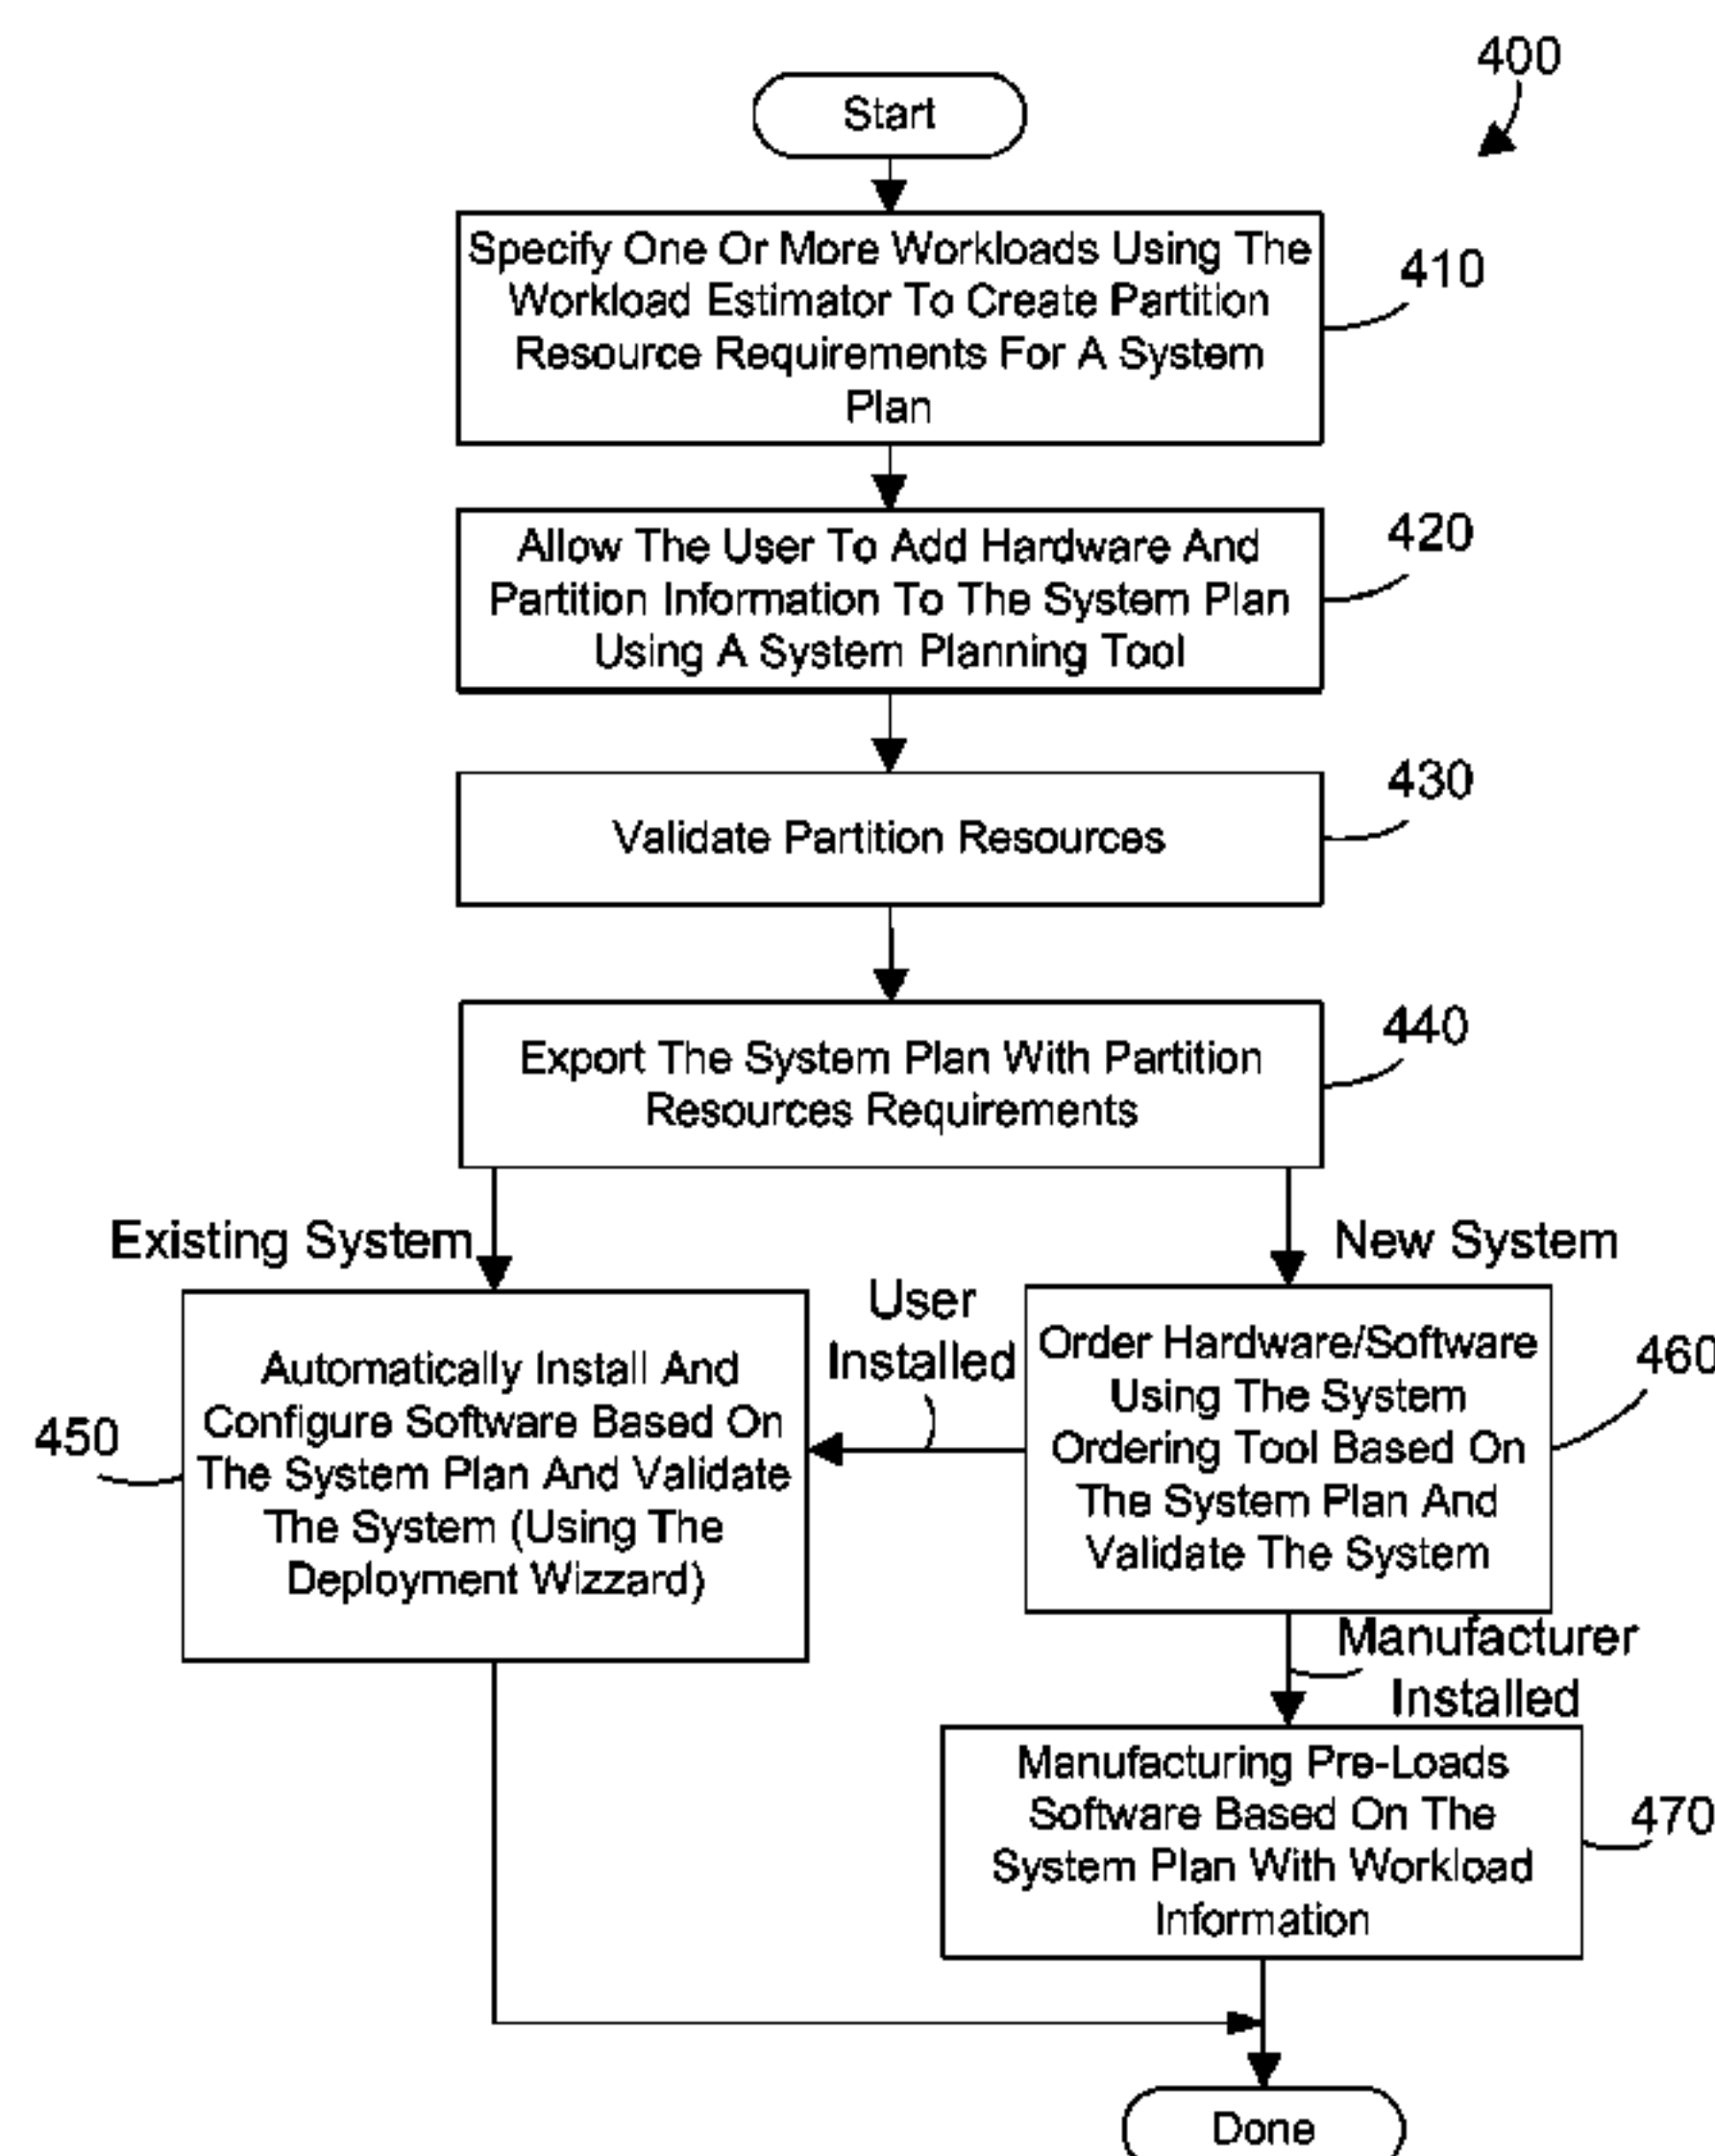 400
Start
Specify One Or More Workloads Using The
Workload Estimator To Create Partition
Resource Requirements For A System
Plan
410
Allow The User To Add Hardware And
Partition Information To The System Plan
Using A System Planning Tool
420
Validate Partition Resources
430
Export The System Plan With Partition
Resources Requirements
440
Existing System
New System
Automatically Install And
Configure Software Based On
The System Plan And Validate
The System (Using The
Deployment Wizzard)
450
User
Installed
Order Hardware/Software
Using The System
Ordering Tool Based On
The System Plan And
Validate The System
460
Manufacturer
Installed
Manufacturing Pre-Loads
Software Based On The
System Plan With Workload
Information
470
Done